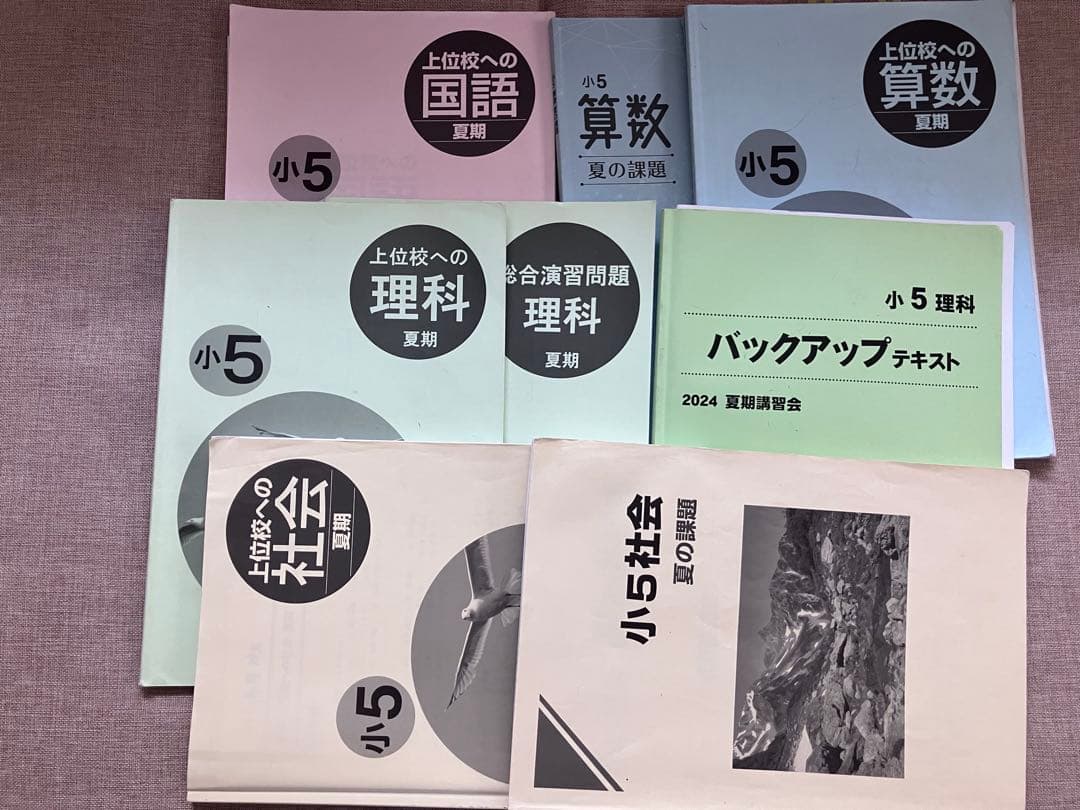 上位校への
国語
夏期
小5
小5
算数
夏の課題
上位校への
算数
夏期
小5
上位校への
理科
夏期
小5
総合演習問題
理科
夏期
小5理科
バックアップテキスト
2024 夏期講習会
上位校への
社会
夏期
小5
小5社会
夏の課題